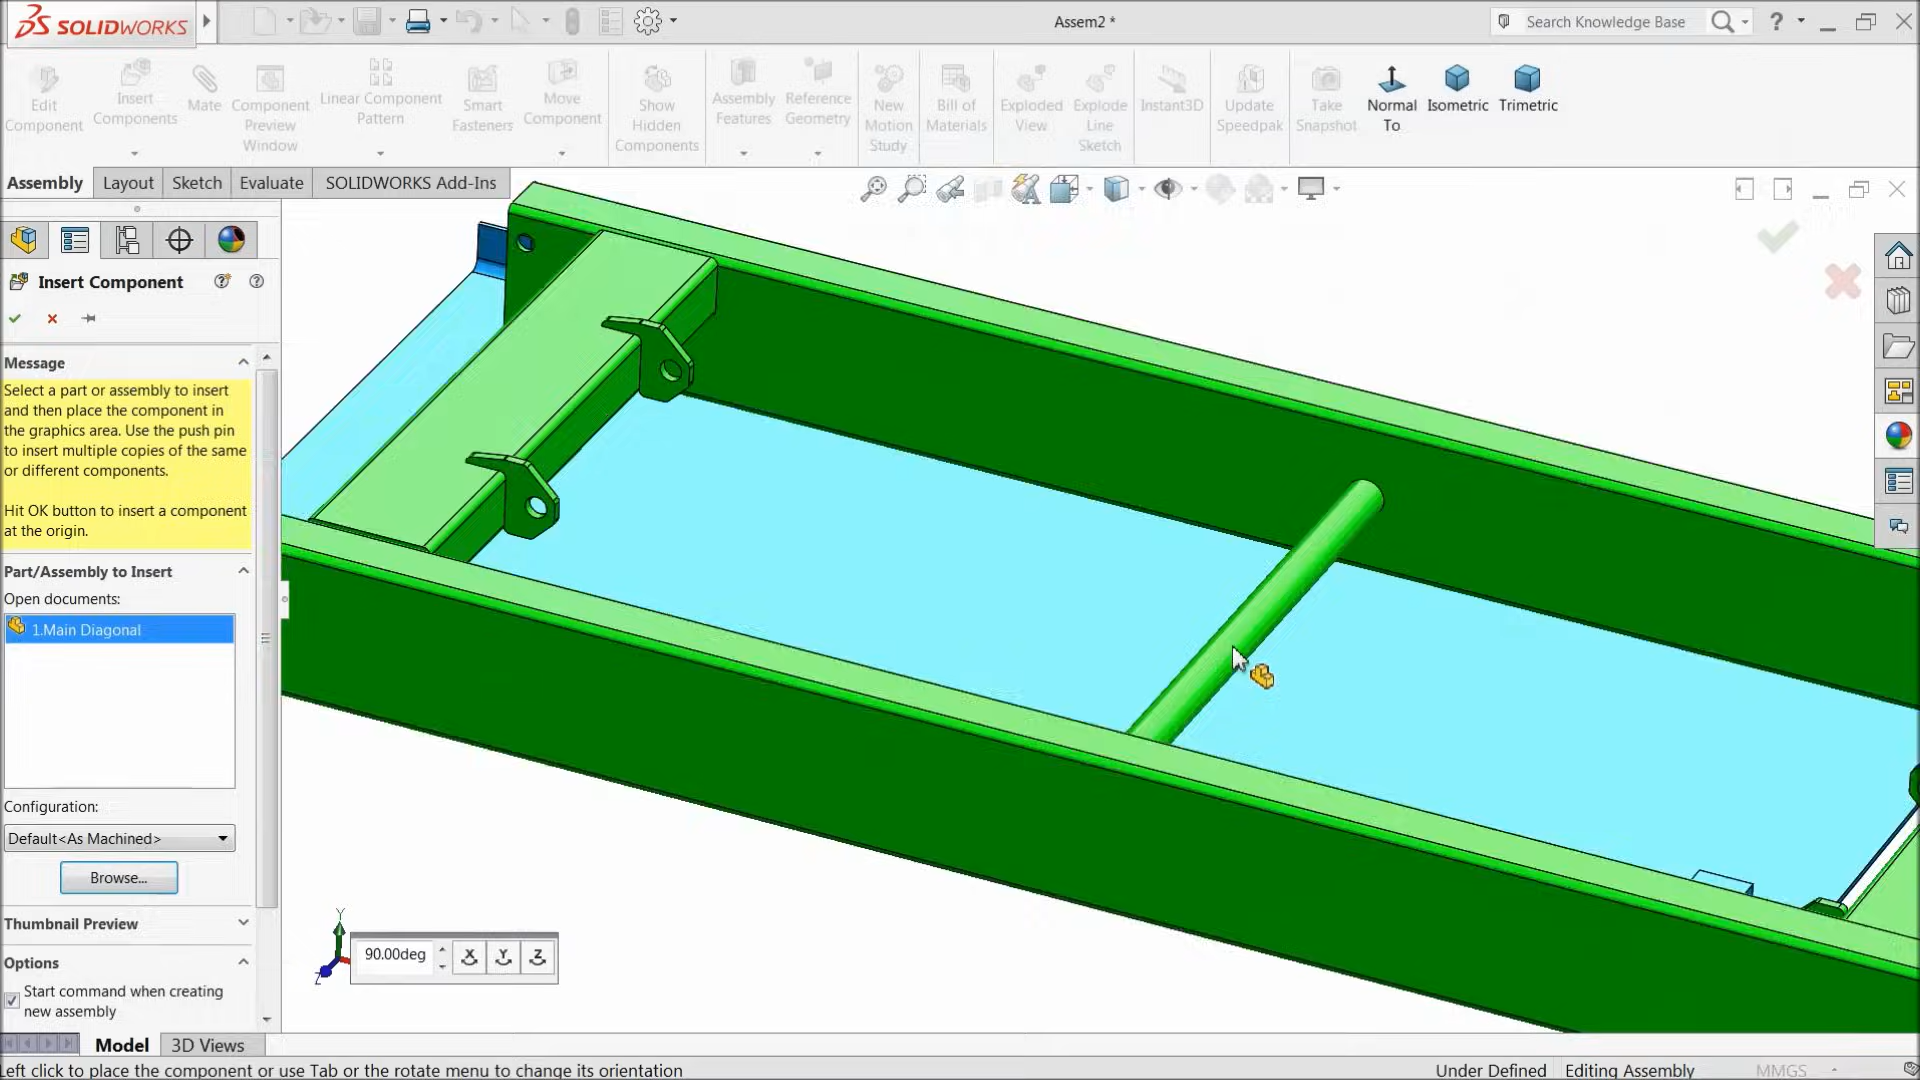 SOLIDWORKS
Assem2 *
Search Knowledge Base
?
Edit
Component
Insert
Components
Mate
Component
Preview
Window
Linear Component
Pattern
Smart
Fasteners
Move
Component
Show
Hidden
Components
Assembly
Features
Reference
Geometry
New
Motion
Study
Bill of
Materials
Exploded
View
Explode
Line
Sketch
Instant3D
Update
Speedpak
Take
Snapshot
Normal
To
Isometric
Trimetric
Assembly
Layout
Sketch
Evaluate
SOLIDWORKS Add-Ins
Insert Component
Message
Select a part or assembly to insert
and then place the component in
the graphics area. Use the push pin
to insert multiple copies of the same
or different components.
Hit OK button to insert a component
at the origin.
Part/Assembly to Insert
Open documents:
1.Main Diagonal
Configuration:
Default<As Machined>
Browse...
Thumbnail Preview
Options
Start command when creating
new assembly
Y
Z
90.00deg
X
Y
Z
Model
3D Views
Left click to place the component or use Tab or the rotate menu to change its orientation
Under Defined
Editing Assembly
MMGS